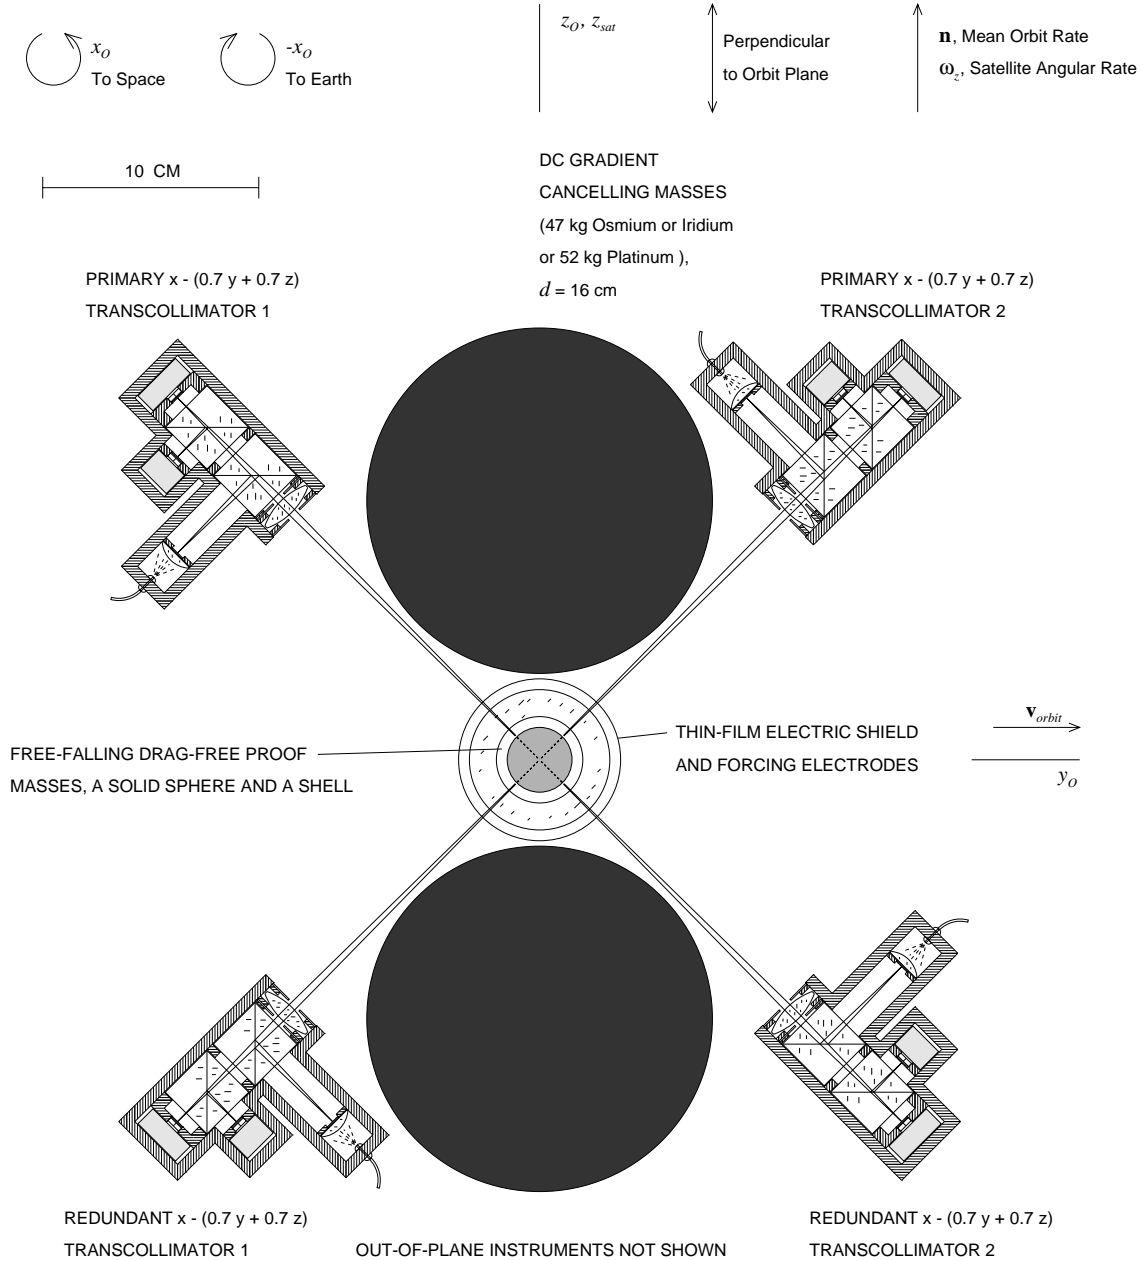 x_O
To Space
-x_O
To Earth
z_O, z_sat
Perpendicular
to Orbit Plane
n, Mean Orbit Rate
ω_z, Satellite Angular Rate
10 CM
DC GRADIENT
CANCELLING MASSES
(47 kg Osmium or Iridium
or 52 kg Platinum ),
d = 16 cm
PRIMARY x - (0.7 y + 0.7 z)
TRANSCOLLIMATOR 1
PRIMARY x - (0.7 y + 0.7 z)
TRANSCOLLIMATOR 2
FREE-FALLING DRAG-FREE PROOF
MASSES, A SOLID SPHERE AND A SHELL
THIN-FILM ELECTRIC SHIELD
AND FORCING ELECTRODES
v_orbit
y_O
REDUNDANT x - (0.7 y + 0.7 z)
TRANSCOLLIMATOR 1
OUT-OF-PLANE INSTRUMENTS NOT SHOWN
REDUNDANT x - (0.7 y + 0.7 z)
TRANSCOLLIMATOR 2